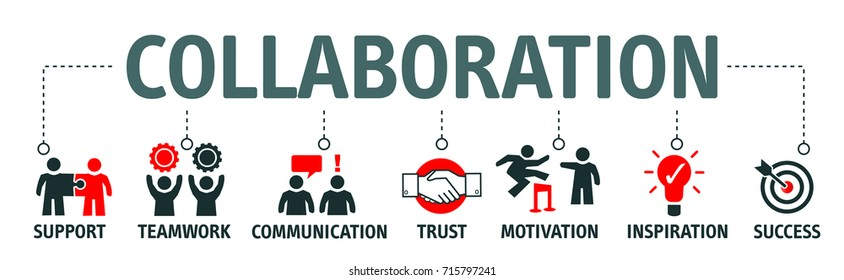 COLLABORATION
SUPPORT TEAMWORK COMMUNICATION TRUST MOTIVATION INSPIRATION SUCCESS
shutterstock.com · 715797241